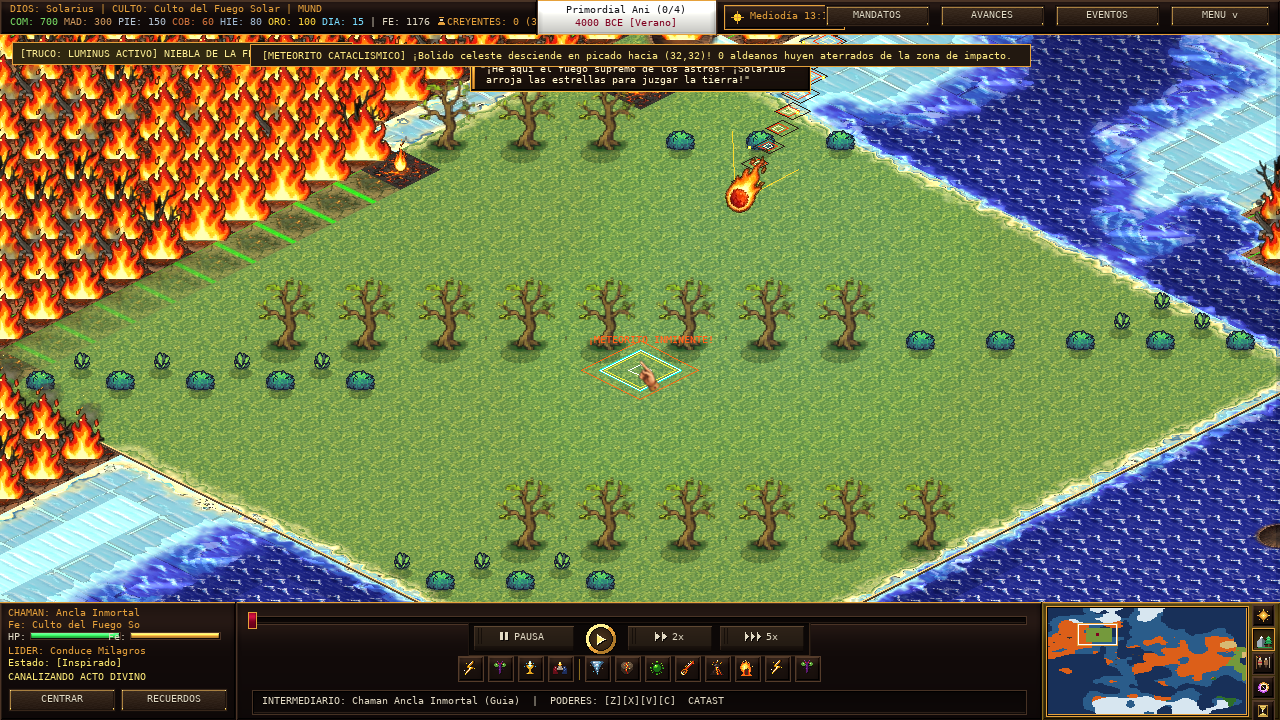 DIOS: Solarius | CULTO: Culto del Fuego Solar | MUND
COM: 700 MAD: 300 PIE: 150 COB: 60 HIE: 80 ORO: 100 DIA: 15 | FE: 1176 CREYENTES: 0 (3
Primordial Ani (0/4)
4000 BCE [Verano]
Mediodía 13:
MANDATOS
AVANCES
EVENTOS
MENU v
[TRUCO: LUMINUS ACTIVO] NIEBLA DE LA F
[METEORITO CATACLISMICO] ¡Bolido celeste desciende en picado hacia (32,32)! 0 aldeanos huyen aterrados de la zona de impacto.
¡He aquí el fuego supremo de los astros! ¡Solarius
arroja las estrellas para juzgar la tierra!"
CHAMAN: Ancla Inmortal
Fe: Culto del Fuego So
HP: Fe:
LIDER: Conduce Milagros
Estado: [Inspirado]
CANALIZANDO ACTO DIVINO
CENTRAR
RECUERDOS
PAUSA
2x
5x
INTERMEDIARIO: Chaman Ancla Inmortal (Guia) | PODERES: [Z][X][V][C] CATAST